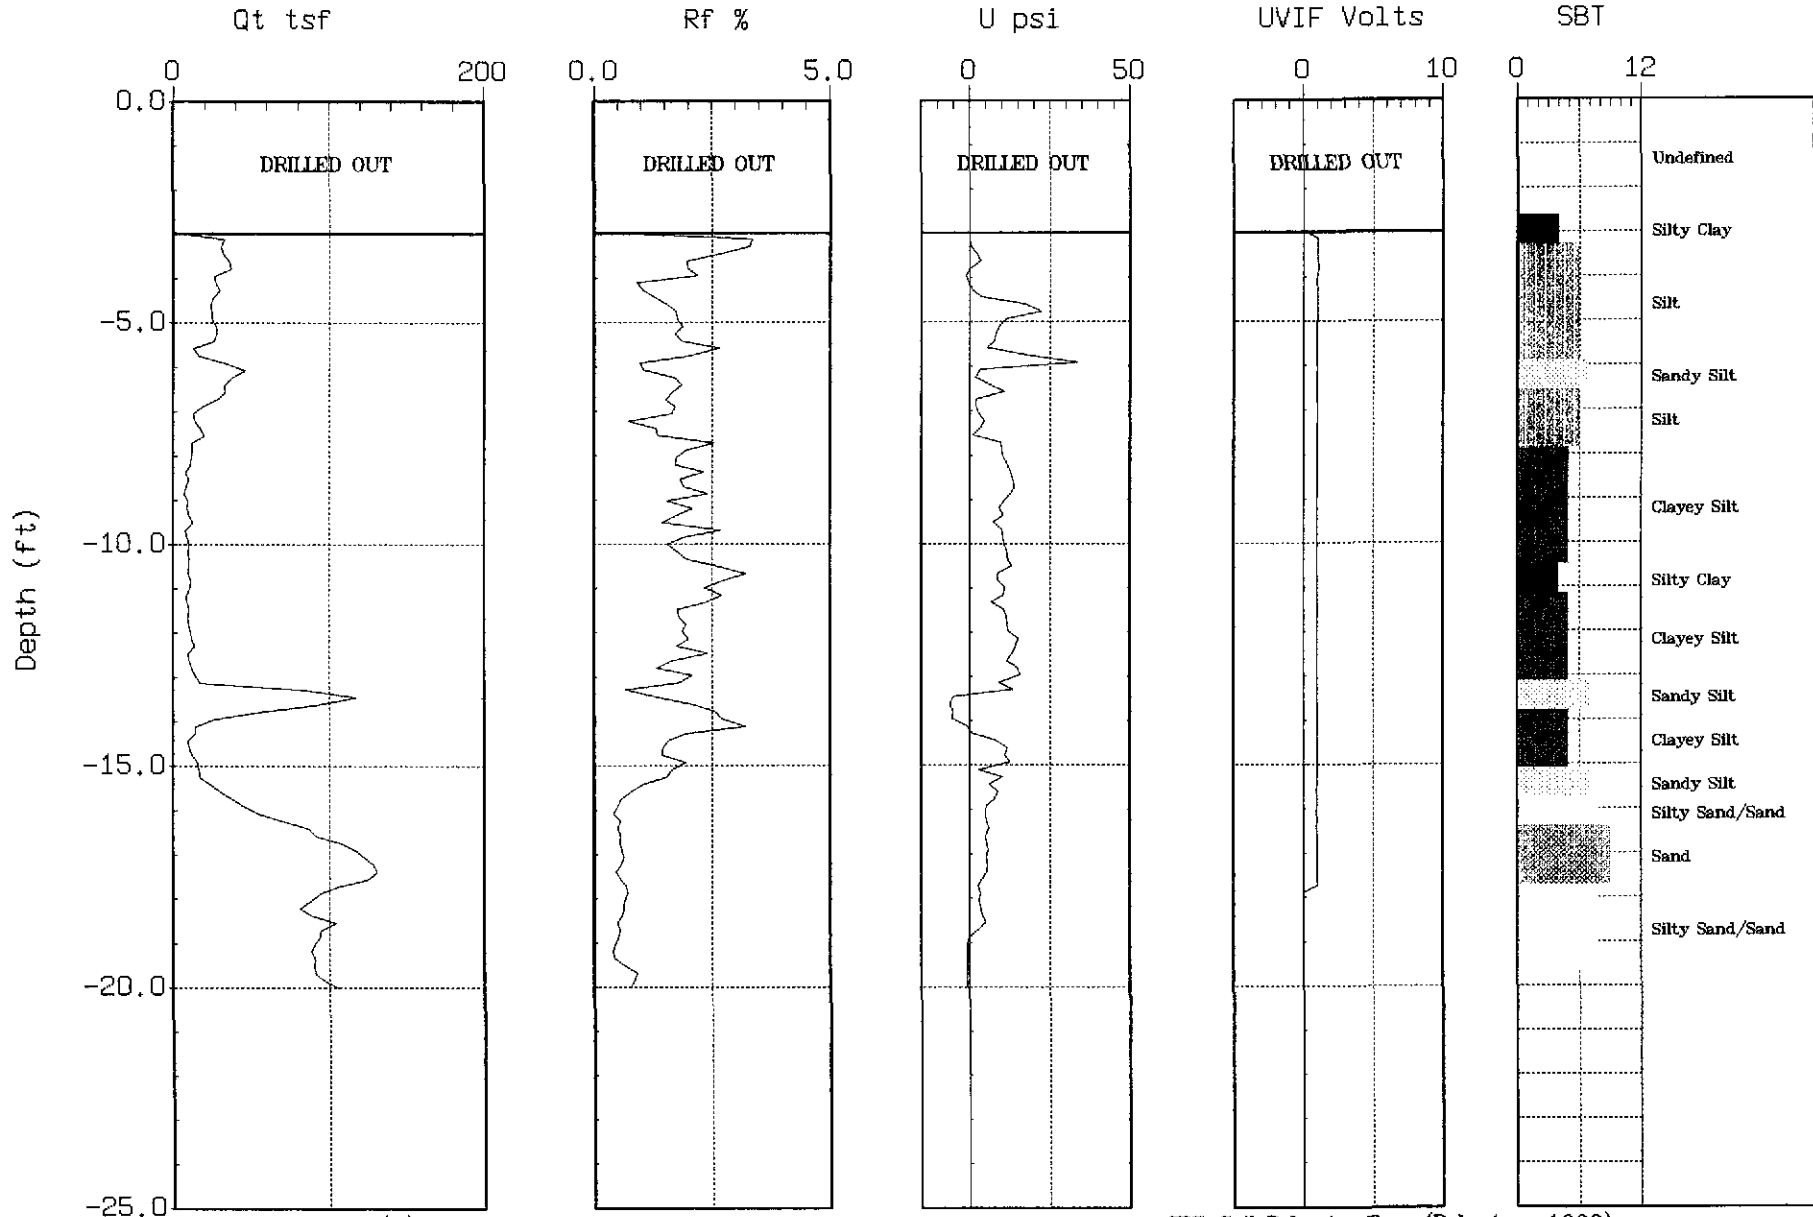 Qt tsf
Rf %
U psi
UVIF Volts
SBT
0 200
0.0 5.0
0 50
0 10
0 12
Depth (ft)
0.0
-5.0
-10.0
-15.0
-20.0
-25.0
DRILLED OUT
DRILLED OUT
DRILLED OUT
DRILLED OUT
Undefined
Silty Clay
Silt
Sandy Silt
Silt
Clayey Silt
Silty Clay
Clayey Silt
Sandy Silt
Clayey Silt
Sandy Silt
Silty Sand/Sand
Sand
Silty Sand/Sand